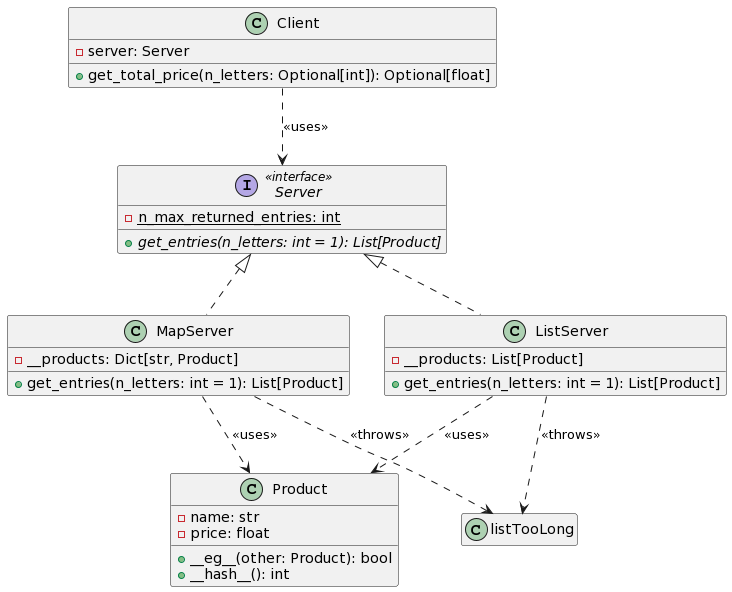 C Client
server: Server
get_total_price(n_letters: Optional[int]): Optional[float]
«uses»
«interface»
I Server
n_max_returned_entries: int
get_entries(n_letters: int = 1): List[Product]
C MapServer
__products: Dict[str, Product]
get_entries(n_letters: int = 1): List[Product]
C ListServer
__products: List[Product]
get_entries(n_letters: int = 1): List[Product]
«uses»
«throws»
«uses»
«throws»
C Product
name: str
price: float
__eg__(other: Product): bool
__hash__(): int
C listTooLong